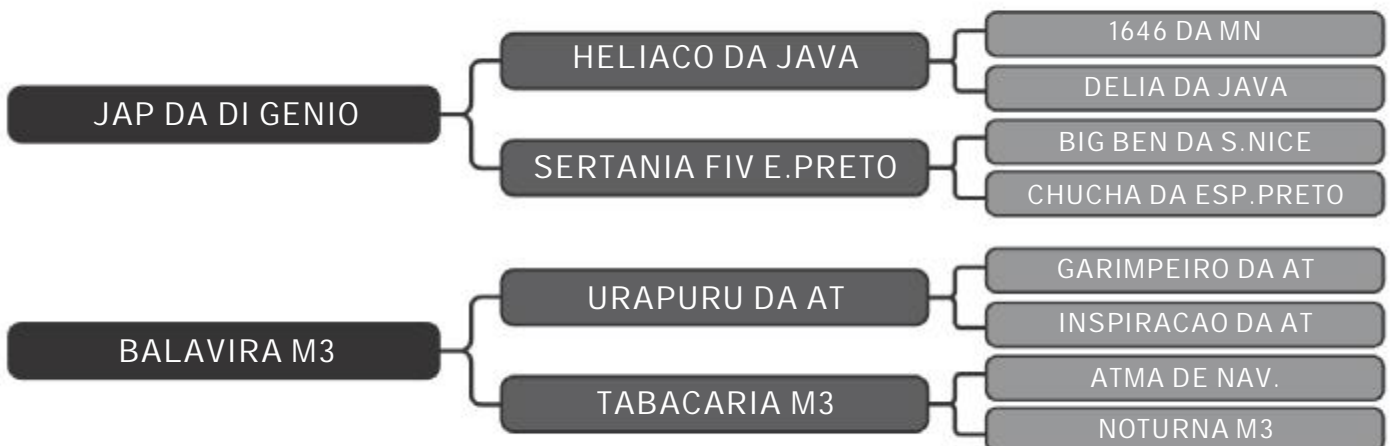 JAP DA DI GENIO
HELIACO DA JAVA
1646 DA MN
DELIA DA JAVA
SERTANIA FIV E.PRETO
BIG BEN DA S.NICE
CHUCHA DA ESP.PRETO
BALAVIRA M3
URAPURU DA AT
GARIMPEIRO DA AT
INSPIRACAO DA AT
TABACARIA M3
ATMA DE NAV.
NOTURNA M3